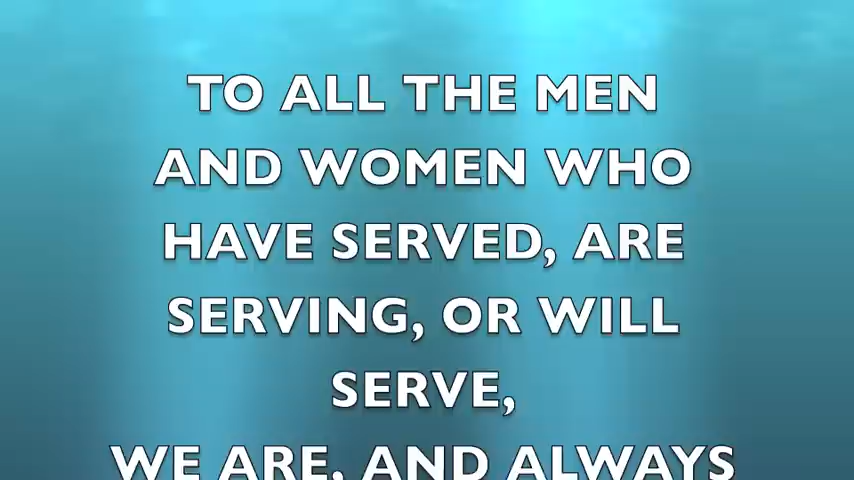 TO ALL THE MEN
AND WOMEN WHO
HAVE SERVED, ARE
SERVING, OR WILL
SERVE,
WE ARE, AND ALWAYS